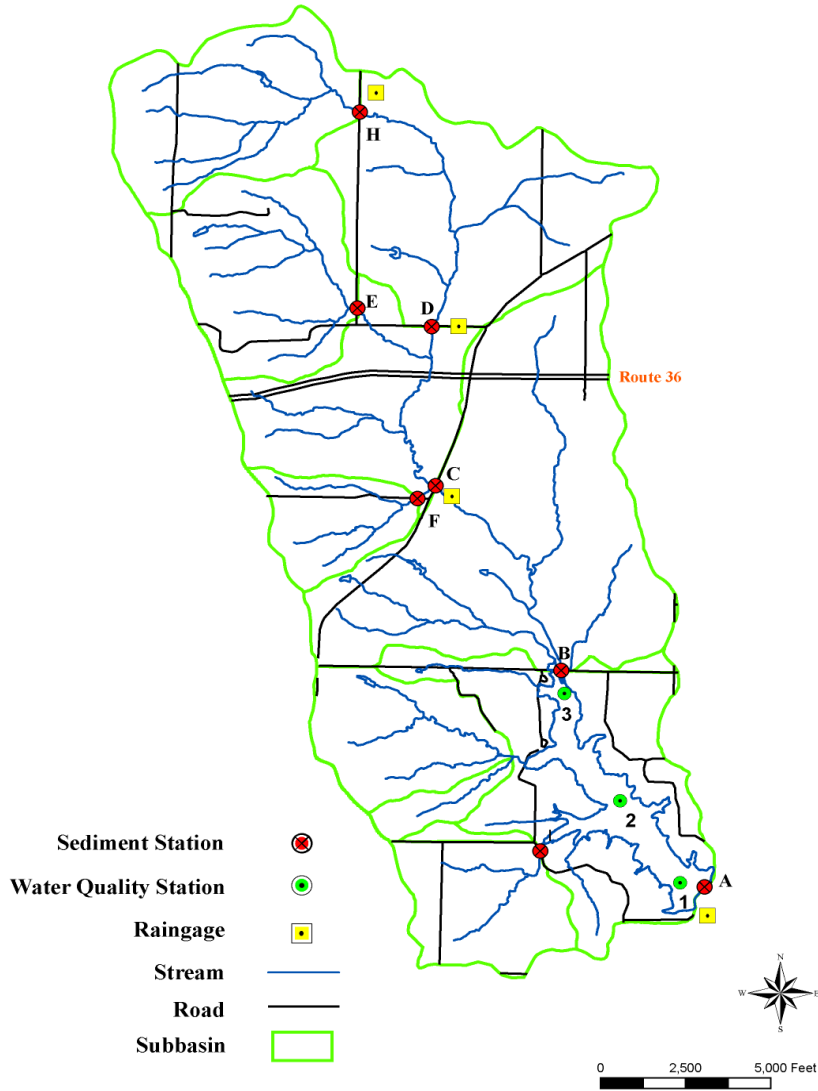 H
E
D
Route 36
C
F
B
3
2
A
1
Sediment Station
Water Quality Station
Raingage
Stream
Road
Subbasin
N
W
E
S
0 2,500 5,000 Feet